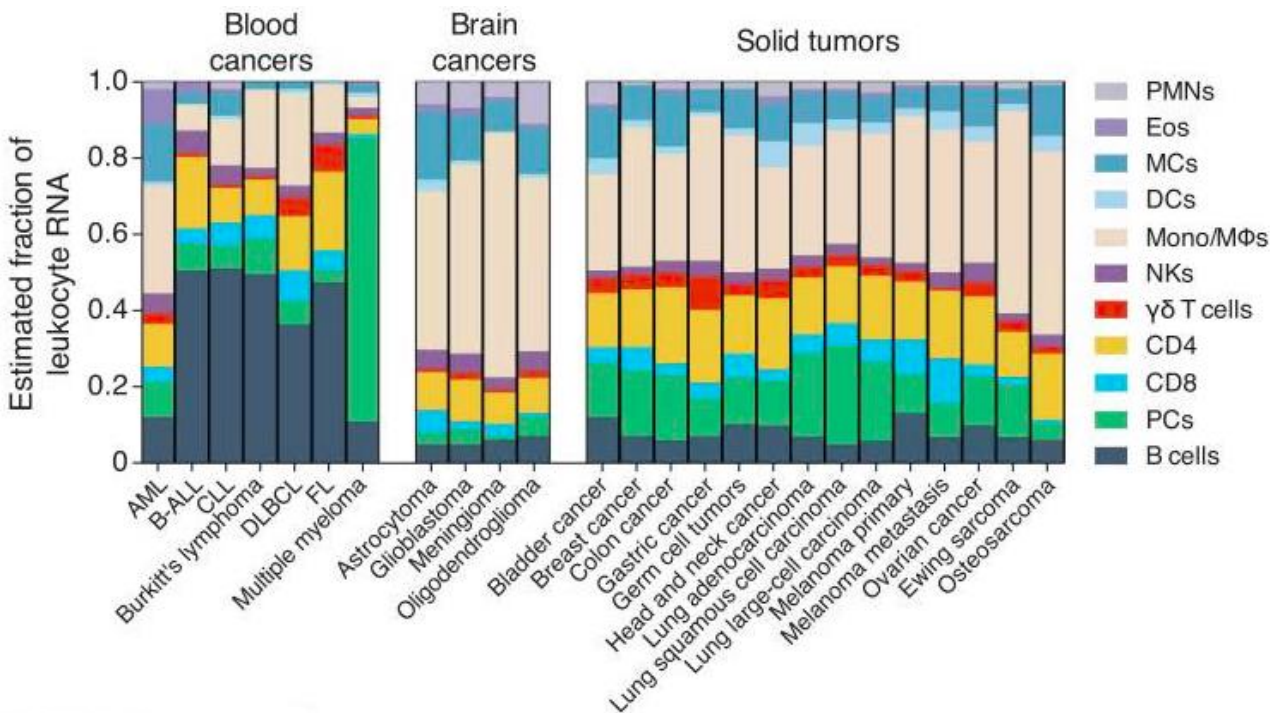 Blood
cancers
Brain
cancers
Solid tumors
Estimated fraction of
leukocyte RNA
1.0
0.8
0.6
0.4
0.2
0
PMNs
Eos
MCs
DCs
Mono/MΦs
NKs
γδ T cells
CD4
CD8
PCs
B cells
AML
B-ALL
CLL
Burkitt's lymphoma
DLBCL
FL
Multiple myeloma
Astrocytoma
Glioblastoma
Meningioma
Oligodendroglioma
Bladder cancer
Breast cancer
Colon cancer
Gastric cancer
Germ cell tumors
Head and neck cancer
Lung adenocarcinoma
Lung squamous cell carcinoma
Lung large-cell carcinoma
Melanoma primary
Melanoma metastasis
Ovarian cancer
Ewing sarcoma
Osteosarcoma